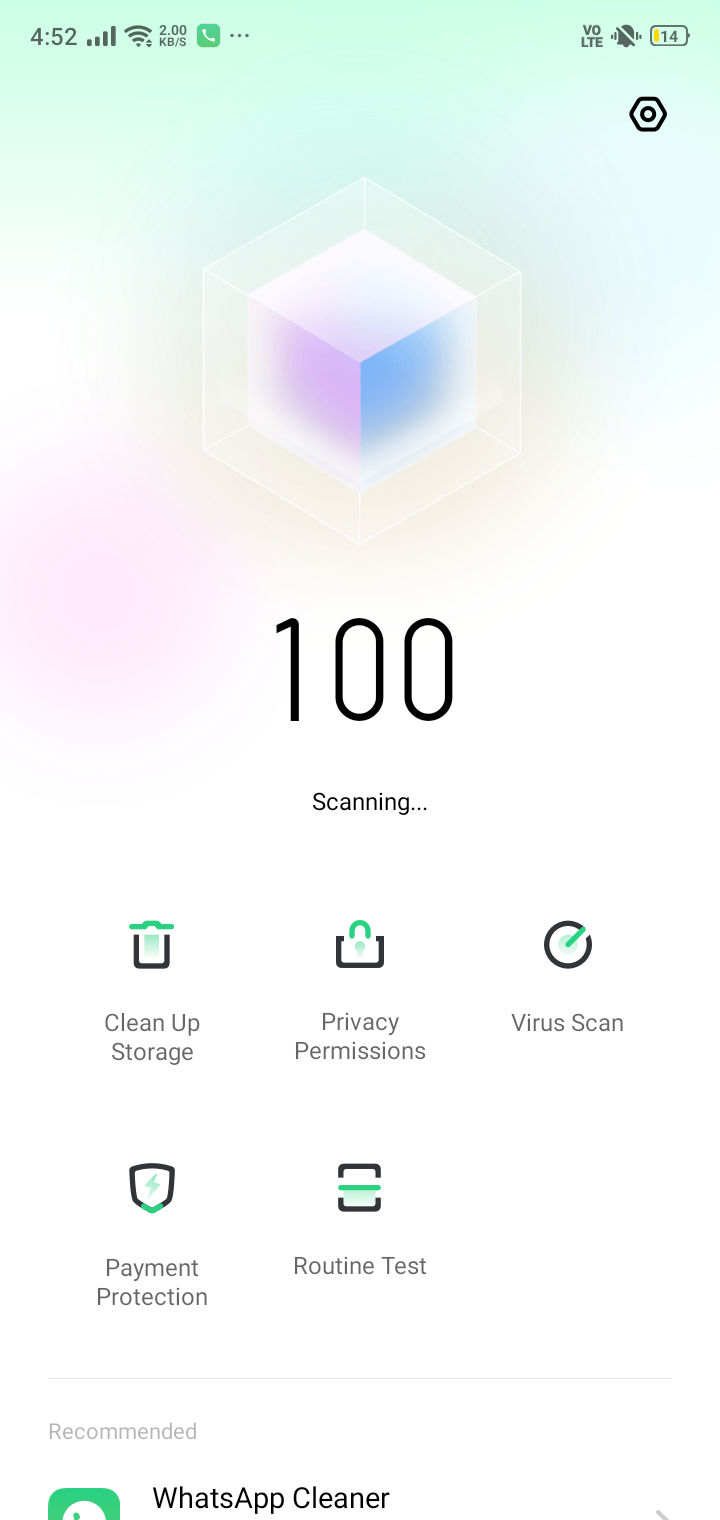 4:52 2.00 KB/S ... VO LTE 14
100
Scanning...
Clean Up Storage
Privacy Permissions
Virus Scan
Payment Protection
Routine Test
Recommended
WhatsApp Cleaner